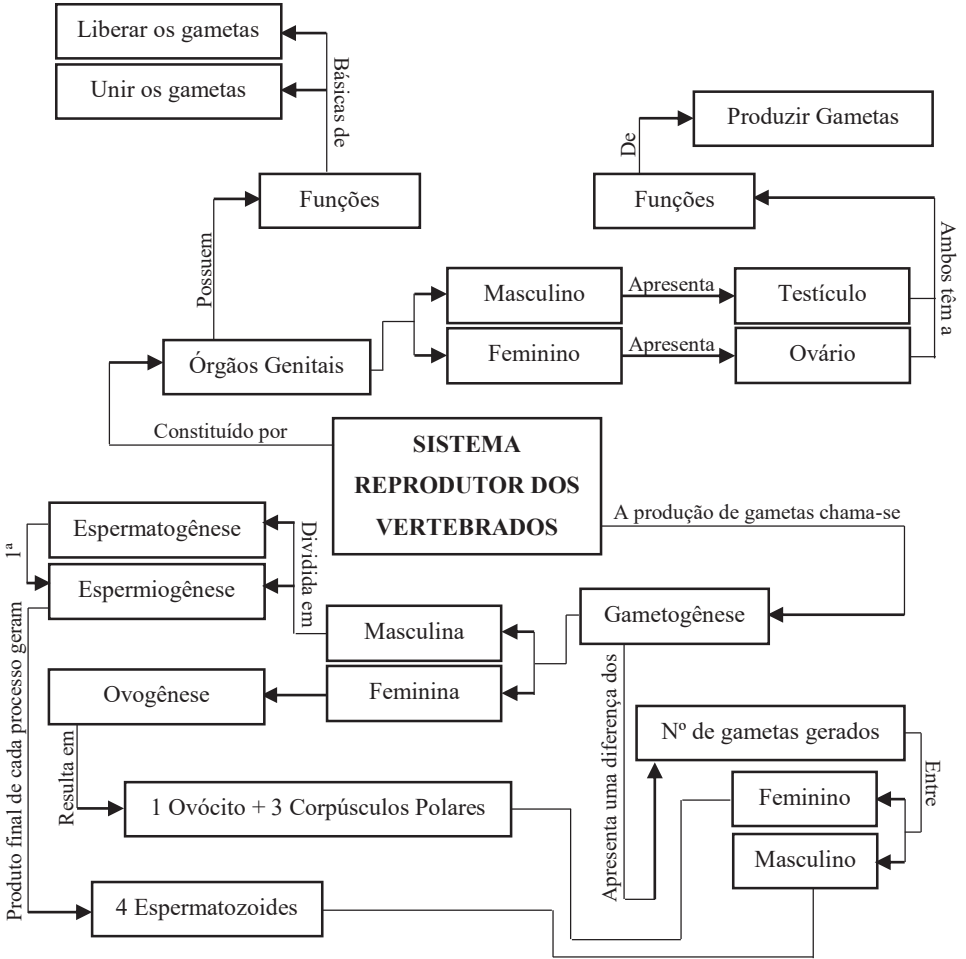 Liberar os gametas
Unir os gametas
Básicas de
Funções
Possuem
Produzir Gametas
De
Funções
Ambos têm a
Masculino
Apresenta
Testículo
Feminino
Apresenta
Ovário
Órgãos Genitais
Constituído por
SISTEMA
REPRODUTOR DOS
VERTEBRADOS
A produção de gametas chama-se
Espermatogênese
1ª
Espermiogênese
Dividida em
Masculina
Feminina
Gametogênese
Ovogênese
Resulta em
Produto final de cada processo geram
Apresenta uma diferença dos
Nº de gametas gerados
Entre
Feminino
Masculino
1 Ovócito + 3 Corpúsculos Polares
4 Espermatozoides